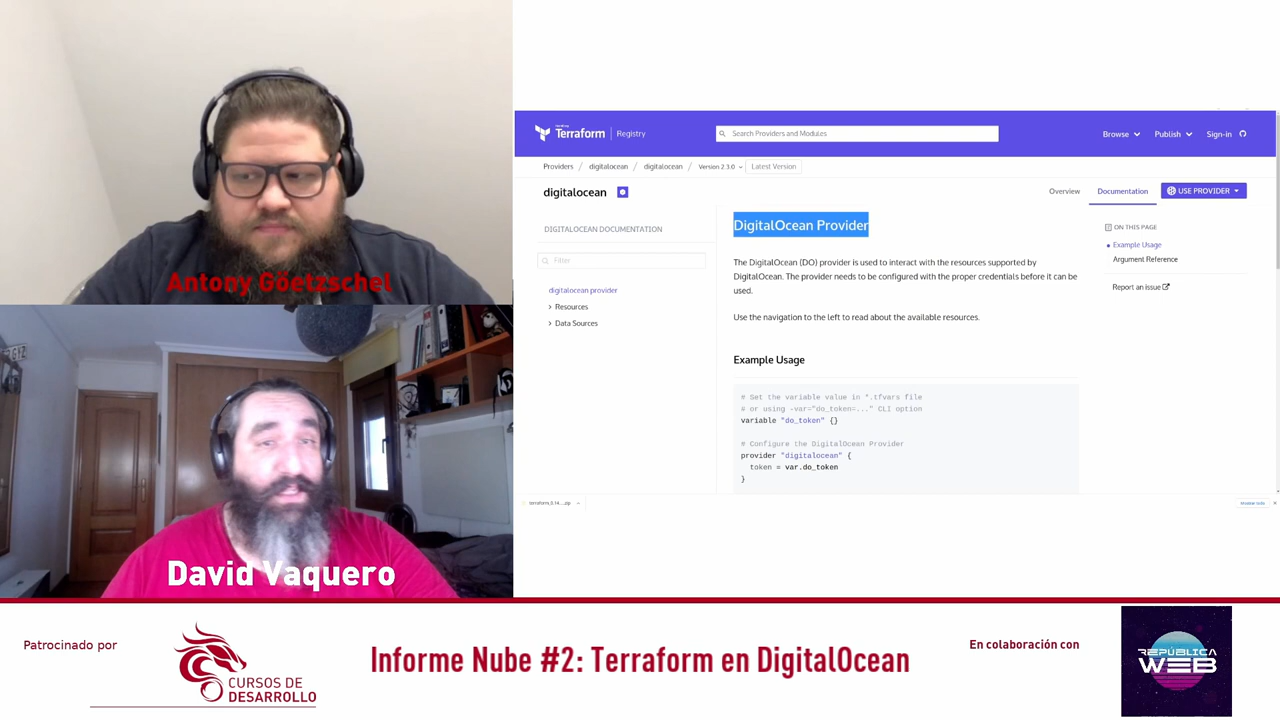 Antony Göetzschel
David Vaquero
Terraform
Registry
Search Providers and Modules
Browse
Publish
Sign-in
Providers / digitalocean / digitalocean / Version 2.3.0
Latest Version
digitalocean
Overview
Documentation
USE PROVIDER
DIGITALOCEAN DOCUMENTATION
Filter
digitalocean provider
Resources
Data Sources
DigitalOcean Provider
The DigitalOcean (DO) provider is used to interact with the resources supported by
DigitalOcean. The provider needs to be configured with the proper credentials before it can be
used.
Use the navigation to the left to read about the available resources.
Example Usage
# Set the variable value in *.tfvars file
# or using -var="do_token=..." CLI option
variable "do_token" {}
# Configure the DigitalOcean Provider
provider "digitalocean" {
token = var.do_token
}
ON THIS PAGE
Example Usage
Argument Reference
Report an issue
terraform_0.14....zip
Patrocinado por
CURSOS DE
DESARROLLO
Informe Nube #2: Terraform en DigitalOcean
En colaboración con
REPÚBLICA
WEB